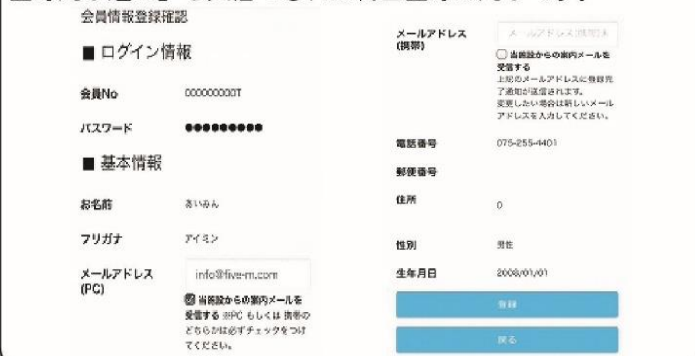 会員情報登録確認
■ ログイン情報
会員No 000000000T
パスワード ●●●●●●●●●
■ 基本情報
お名前 あいみん
フリガナ アイミン
メールアドレス
(PC)
info@five-m.com
当施設からの案内メールを
受信する ※PC もしくは 携帯の
どちらかは必ずチェックをつけ
てください。
メールアドレス
(携帯)
当施設からの案内メールを
受信する
上記のメールアドレスに登録完
了通知が送信されます。
変更したい場合は新しいメール
アドレスを入力してください。
電話番号 075-255-4401
郵便番号
住所 0
性別 男性
生年月日 2008/01/01
登録
戻る